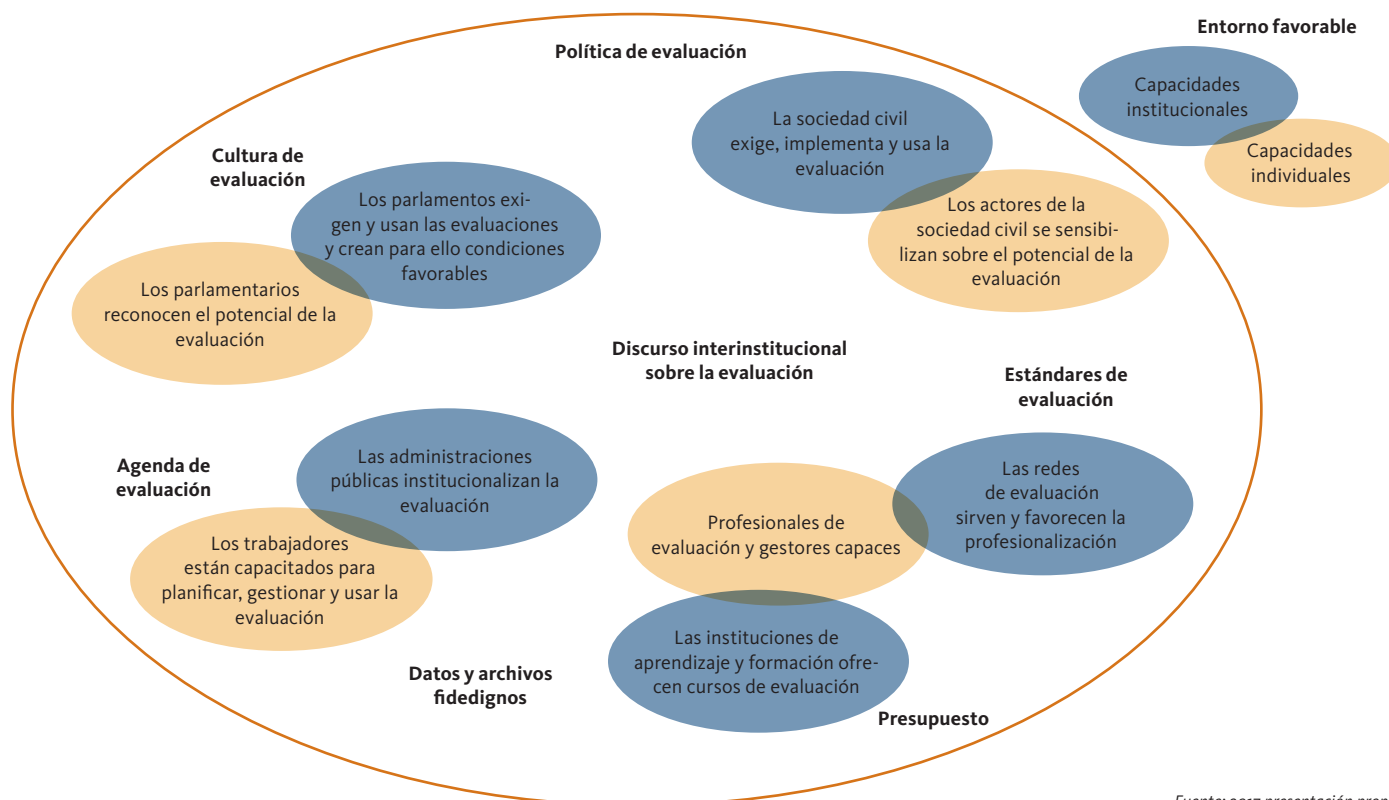 Entorno favorable
Capacidades
institucionales
Capacidades
individuales
Política de evaluación
La sociedad civil
exige, implementa y usa la
evaluación
Los actores de la
sociedad civil se sensibi-
lizan sobre el potencial de la
evaluación
Cultura de
evaluación
Los parlamentos exi-
gen y usan las evaluaciones
y crean para ello condiciones
favorables
Los parlamentarios
reconocen el potencial de la
evaluación
Discurso interinstitucional
sobre la evaluación
Estándares de
evaluación
Agenda de
evaluación
Las administraciones
públicas institucionalizan la
evaluación
Los trabajadores
están capacitados para
planificar, gestionar y usar la
evaluación
Las redes
de evaluación
sirven y favorecen la
profesionalización
Profesionales de
evaluación y gestores capaces
Las instituciones de
aprendizaje y formación ofre-
cen cursos de evaluación
Datos y archivos
fidedignos
Presupuesto